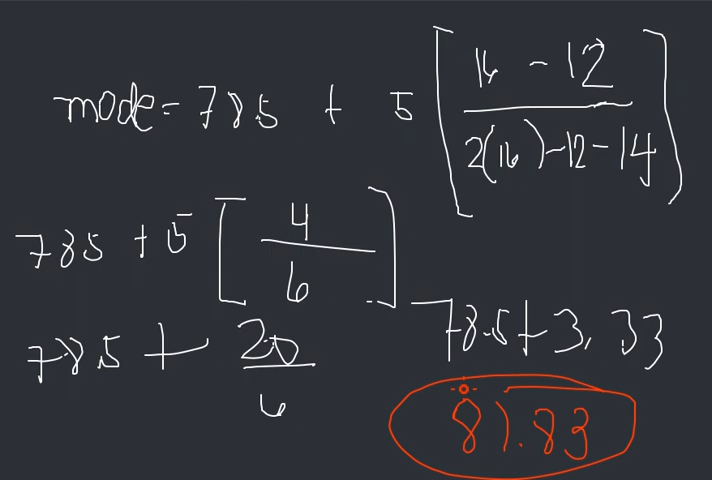 mode = 78.5 + 5 [ 16 - 12 / 2(16) - 12 - 14 ]
78.5 + 5 [ 4 / 6 ]
78.5 + 20 / 6
78.5 + 3.33
81.83